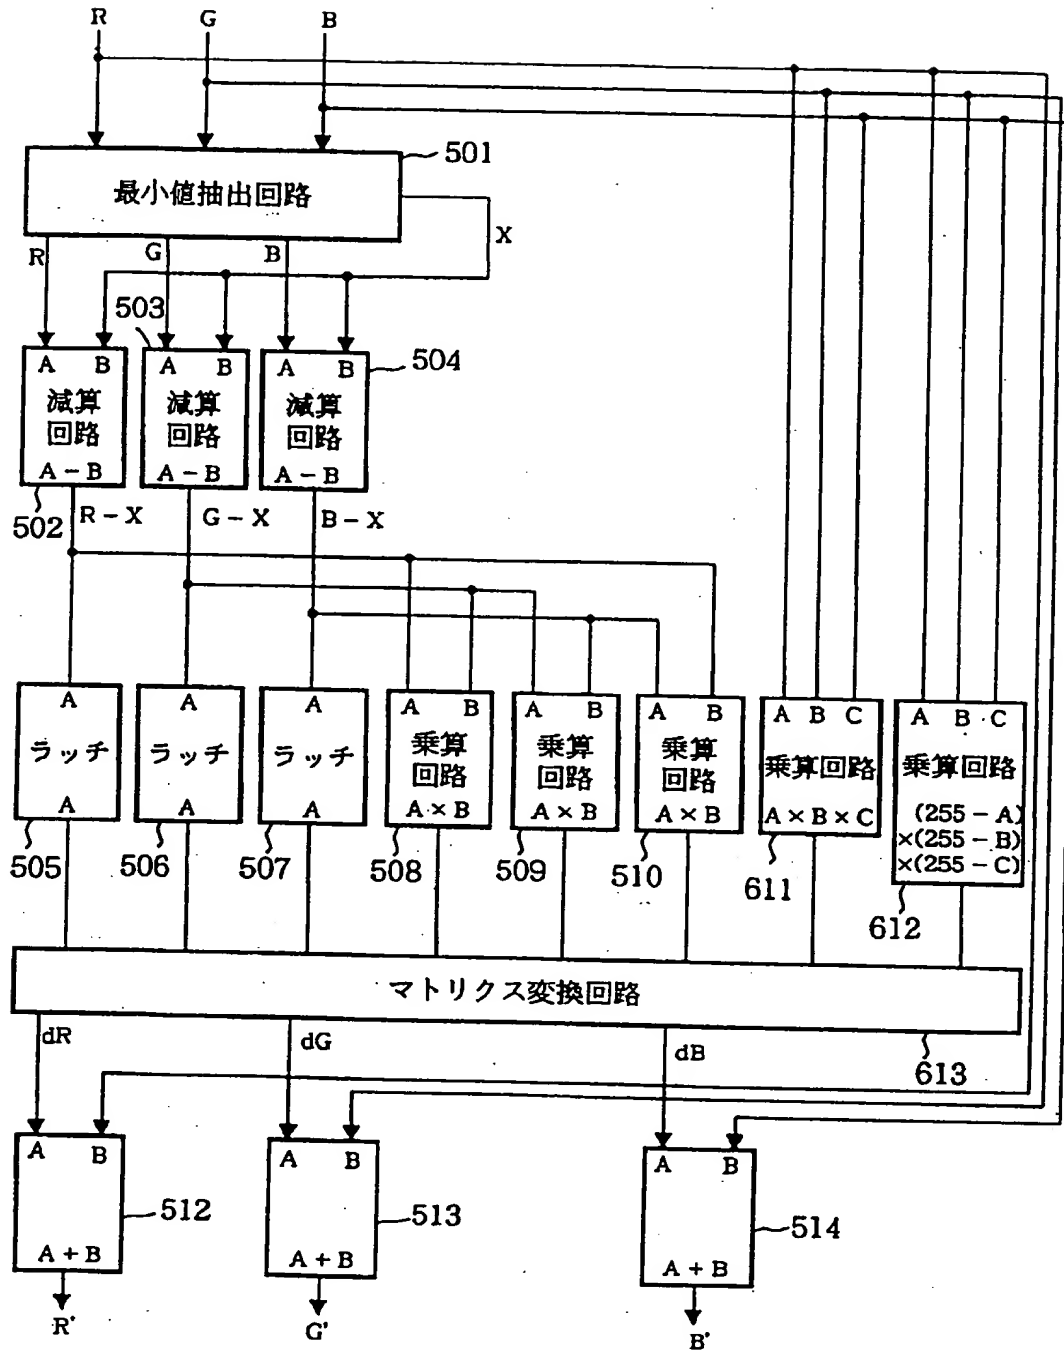 R G B
501
最小値抽出回路
X
R G B
503
504
A B A B A B
減算 減算 減算
回路 回路 回路
A-B A-B A-B
502
R-X G-X B-X
A A A A B A B A B A B C A B C
ラッチ ラッチ ラッチ 乗算 乗算 乗算 乗算回路 乗算回路
回路 回路 回路
A A A A×B A×B A×B A×B×C (255-A)
×(255-B)
×(255-C)
505 506 507 508 509 510 611 612
マトリクス変換回路
dR dG dB
613
A B A B A B
512 513 514
A+B A+B A+B
R' G' B'